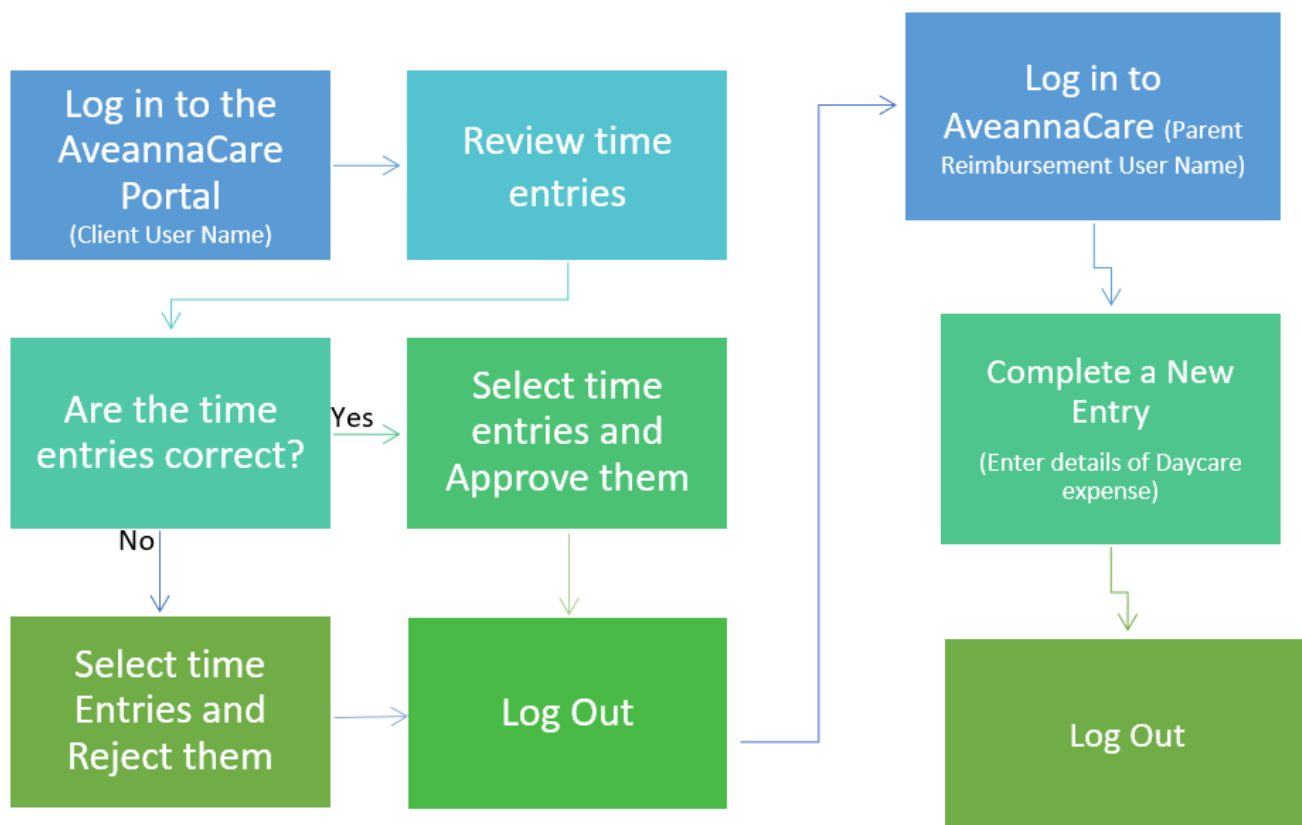 Log in to the
AveannaCare
Portal
(Client User Name)
Review time
entries
Are the time
entries correct?
Yes
No
Select time
entries and
Approve them
Select time
Entries and
Reject them
Log Out
Log in to
AveannaCare (Parent
Reimbursement User Name)
Complete a New
Entry
(Enter details of Daycare
expense)
Log Out